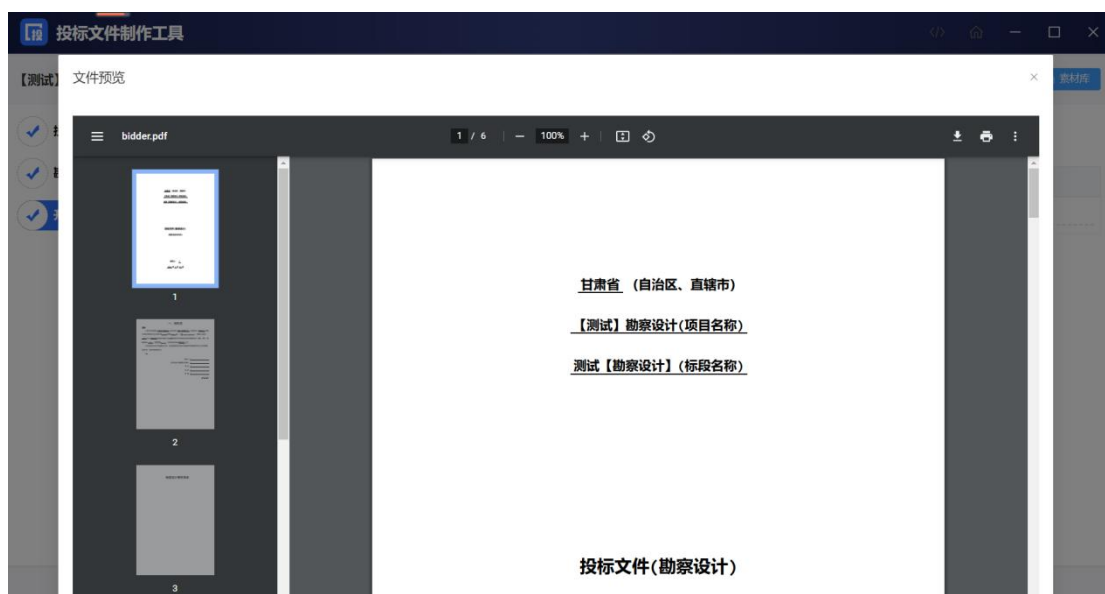 投 投标文件制作工具
【测试】 文件预览 素材库
bidder.pdf 1 / 6 100%
1
2
3
甘肃省 (自治区、直辖市)
【测试】勘察设计(项目名称)
测试【勘察设计】(标段名称)
投标文件(勘察设计)